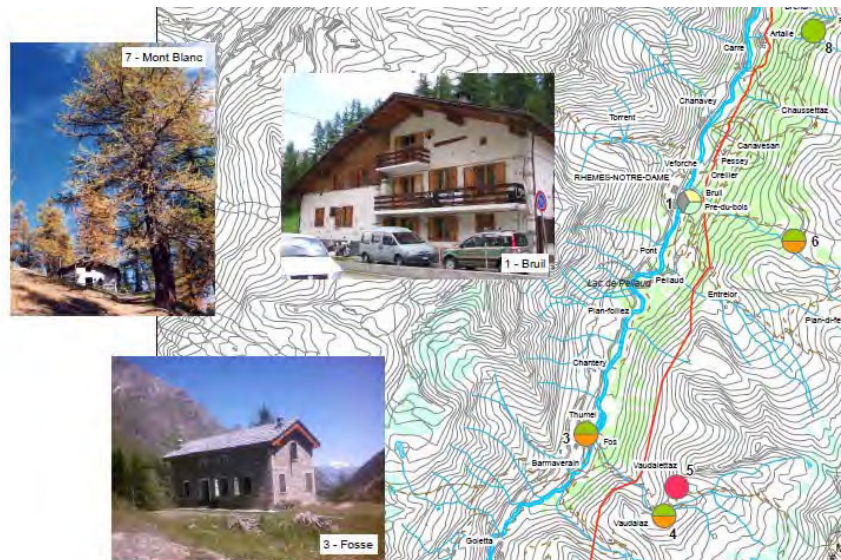 7 - Mont Blanc
1 - Bruil
3 - Fosse
Artalle
8
Carre
Chanavey
Chaussettaz
Torrent
Canavesan
Pessey
Veforche
Oreiller
RHEMES-NOTRE-DAME
Bruil
1
Pre-du-bois
6
Pont
Pellaud
Lac de Pellaud
Entrelor
Plan-folliez
Chantery
Thumel
3
Fos
Barmaverain
Vaudalettaz
5
Vaudalaz
4
Goletta